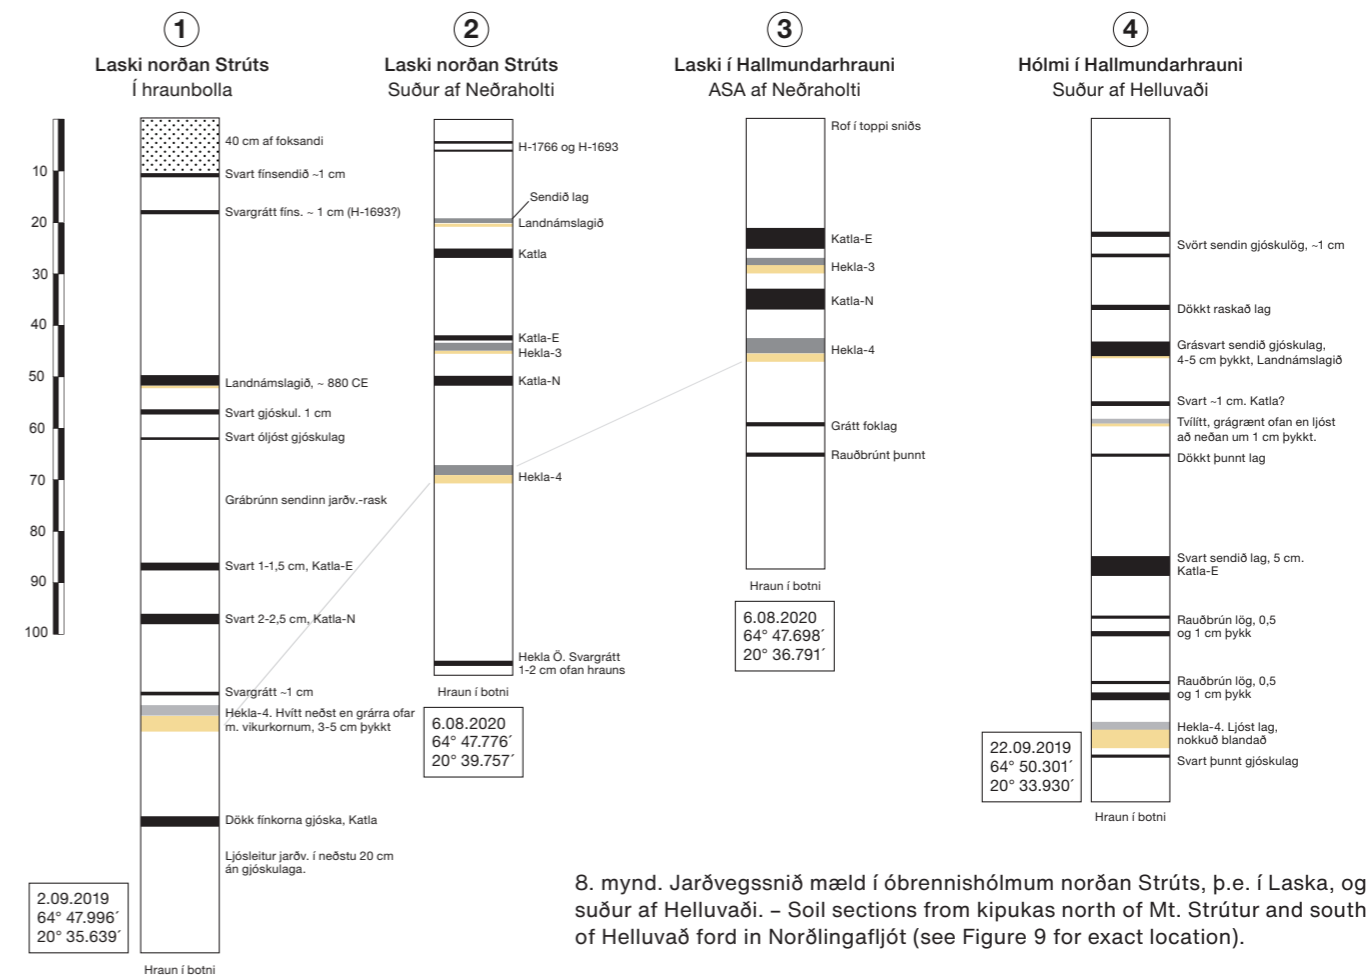 1
Laski norðan Strúts
Í hraunbolla
40 cm af foksandi
Svart fínsendið ~1 cm
Svargrátt fíns. ~ 1 cm (H-1693?)
Landnámslagið, ~ 880 CE
Svart gjóskul. 1 cm
Svart óljóst gjóskulag
Grábrúnn sendinn jarðv.-rask
Svart 1-1,5 cm, Katla-E
Svart 2-2,5 cm, Katla-N
Svargrátt ~1 cm
Hekla-4. Hvítt neðst en grárra ofar
m. vikurkornum, 3-5 cm þykkt
Dökk fínkorna gjóska, Katla
Ljósleitur jarðv. í neðstu 20 cm
án gjóskulaga.
Hraun í botni
2.09.2019
64° 47.996´
20° 35.639´
10
20
30
40
50
60
70
80
90
100
2
Laski norðan Strúts
Suður af Neðraholti
H-1766 og H-1693
Sendið lag
Landnámslagið
Katla
Katla-E
Hekla-3
Katla-N
Hekla-4
Hekla Ö. Svargrátt
1-2 cm ofan hrauns
Hraun í botni
6.08.2020
64° 47.776´
20° 39.757´
3
Laski í Hallmundarhrauni
ASA af Neðraholti
Rof í toppi sniðs
Katla-E
Hekla-3
Katla-N
Hekla-4
Grátt foklag
Rauðbrúnt þunnt
Hraun í botni
6.08.2020
64° 47.698´
20° 36.791´
4
Hólmi í Hallmundarhrauni
Suður af Helluvaði
Svört sendin gjóskulög, ~1 cm
Dökkt raskað lag
Grásvart sendið gjóskulag,
4-5 cm þykkt, Landnámslagið
Svart ~1 cm. Katla?
Tvílitt, grágrænt ofan en ljóst
að neðan um 1 cm þykkt.
Dökkt þunnt lag
Svart sendið lag, 5 cm.
Katla-E
Rauðbrún lög, 0,5
og 1 cm þykk
Rauðbrún lög, 0,5
og 1 cm þykk
Hekla-4. Ljóst lag,
nokkuð blandað
Svart þunnt gjóskulag
Hraun í botni
22.09.2019
64° 50.301´
20° 33.930´
8. mynd. Jarðvegssnið mæld í óbrennishólmum norðan Strúts, þ.e. í Laska, og
suður af Helluvaði. – Soil sections from kipukas north of Mt. Strútur and south
of Helluvað ford in Norðlingafljót (see Figure 9 for exact location).